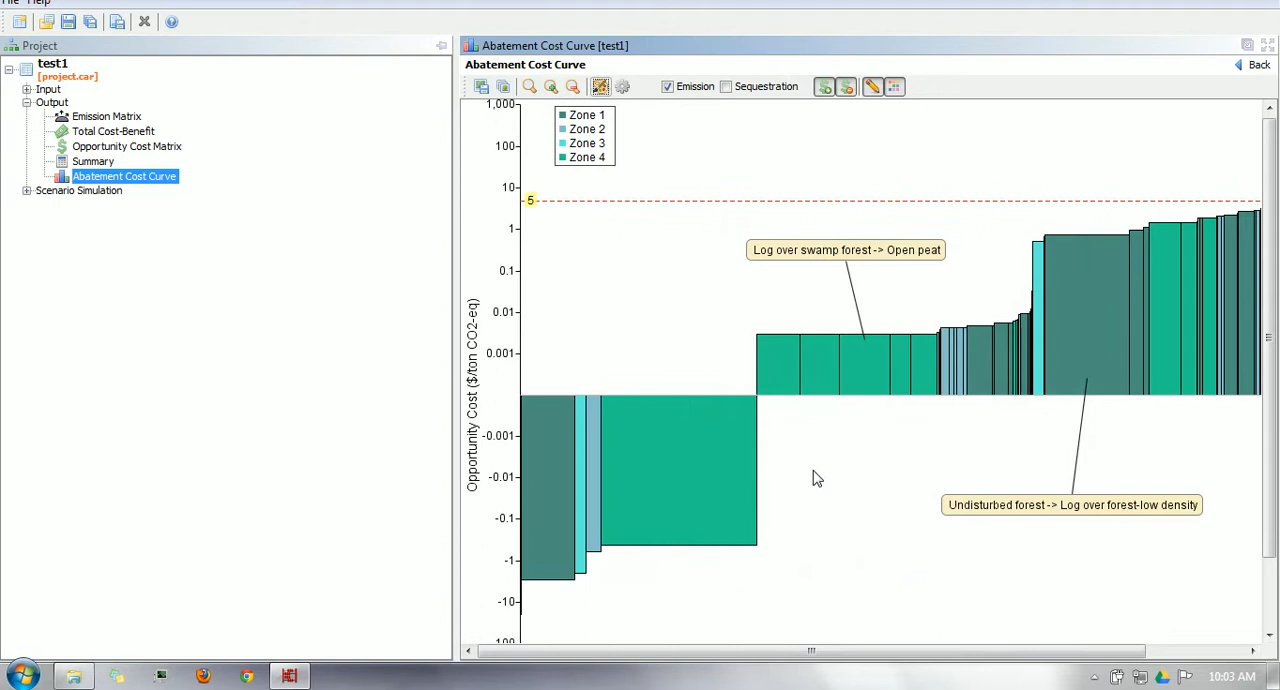 File Help
Project
Abatement Cost Curve [test1]
test1
[project.car]
Input
Output
Emission Matrix
Total Cost-Benefit
Opportunity Cost Matrix
Summary
Abatement Cost Curve
Scenario Simulation
Abatement Cost Curve
Back
Emission
Sequestration
Zone 1
Zone 2
Zone 3
Zone 4
Opportunity Cost ($/ton CO2-eq)
1,000
100
10
5
1
0.1
0.01
0.001
-0.001
-0.01
-0.1
-1
-10
Log over swamp forest -> Open peat
Undisturbed forest -> Log over forest-low density
10:03 AM